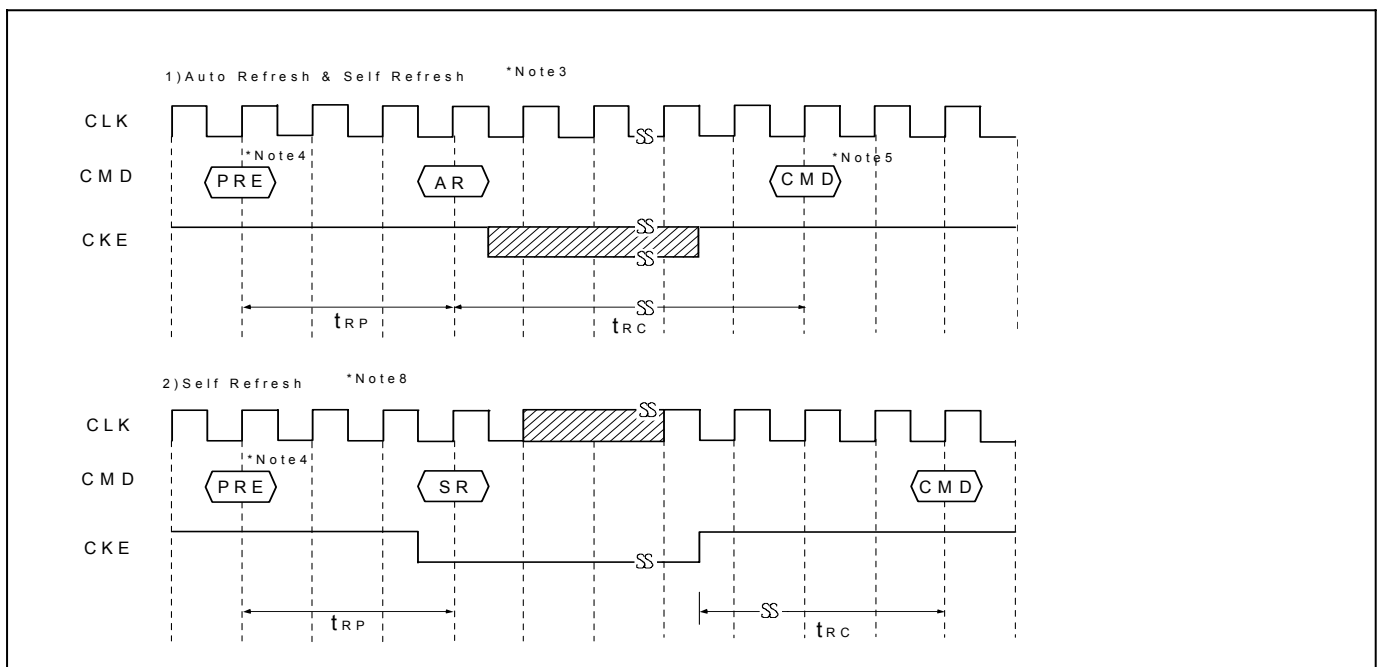 1)Auto Refresh & Self Refresh *Note3
CLK
*Note4 *Note5
CMD PRE AR CMD
CKE
tRP tRC
2)Self Refresh *Note8
CLK
*Note4
CMD PRE SR CMD
CKE
tRP tRC